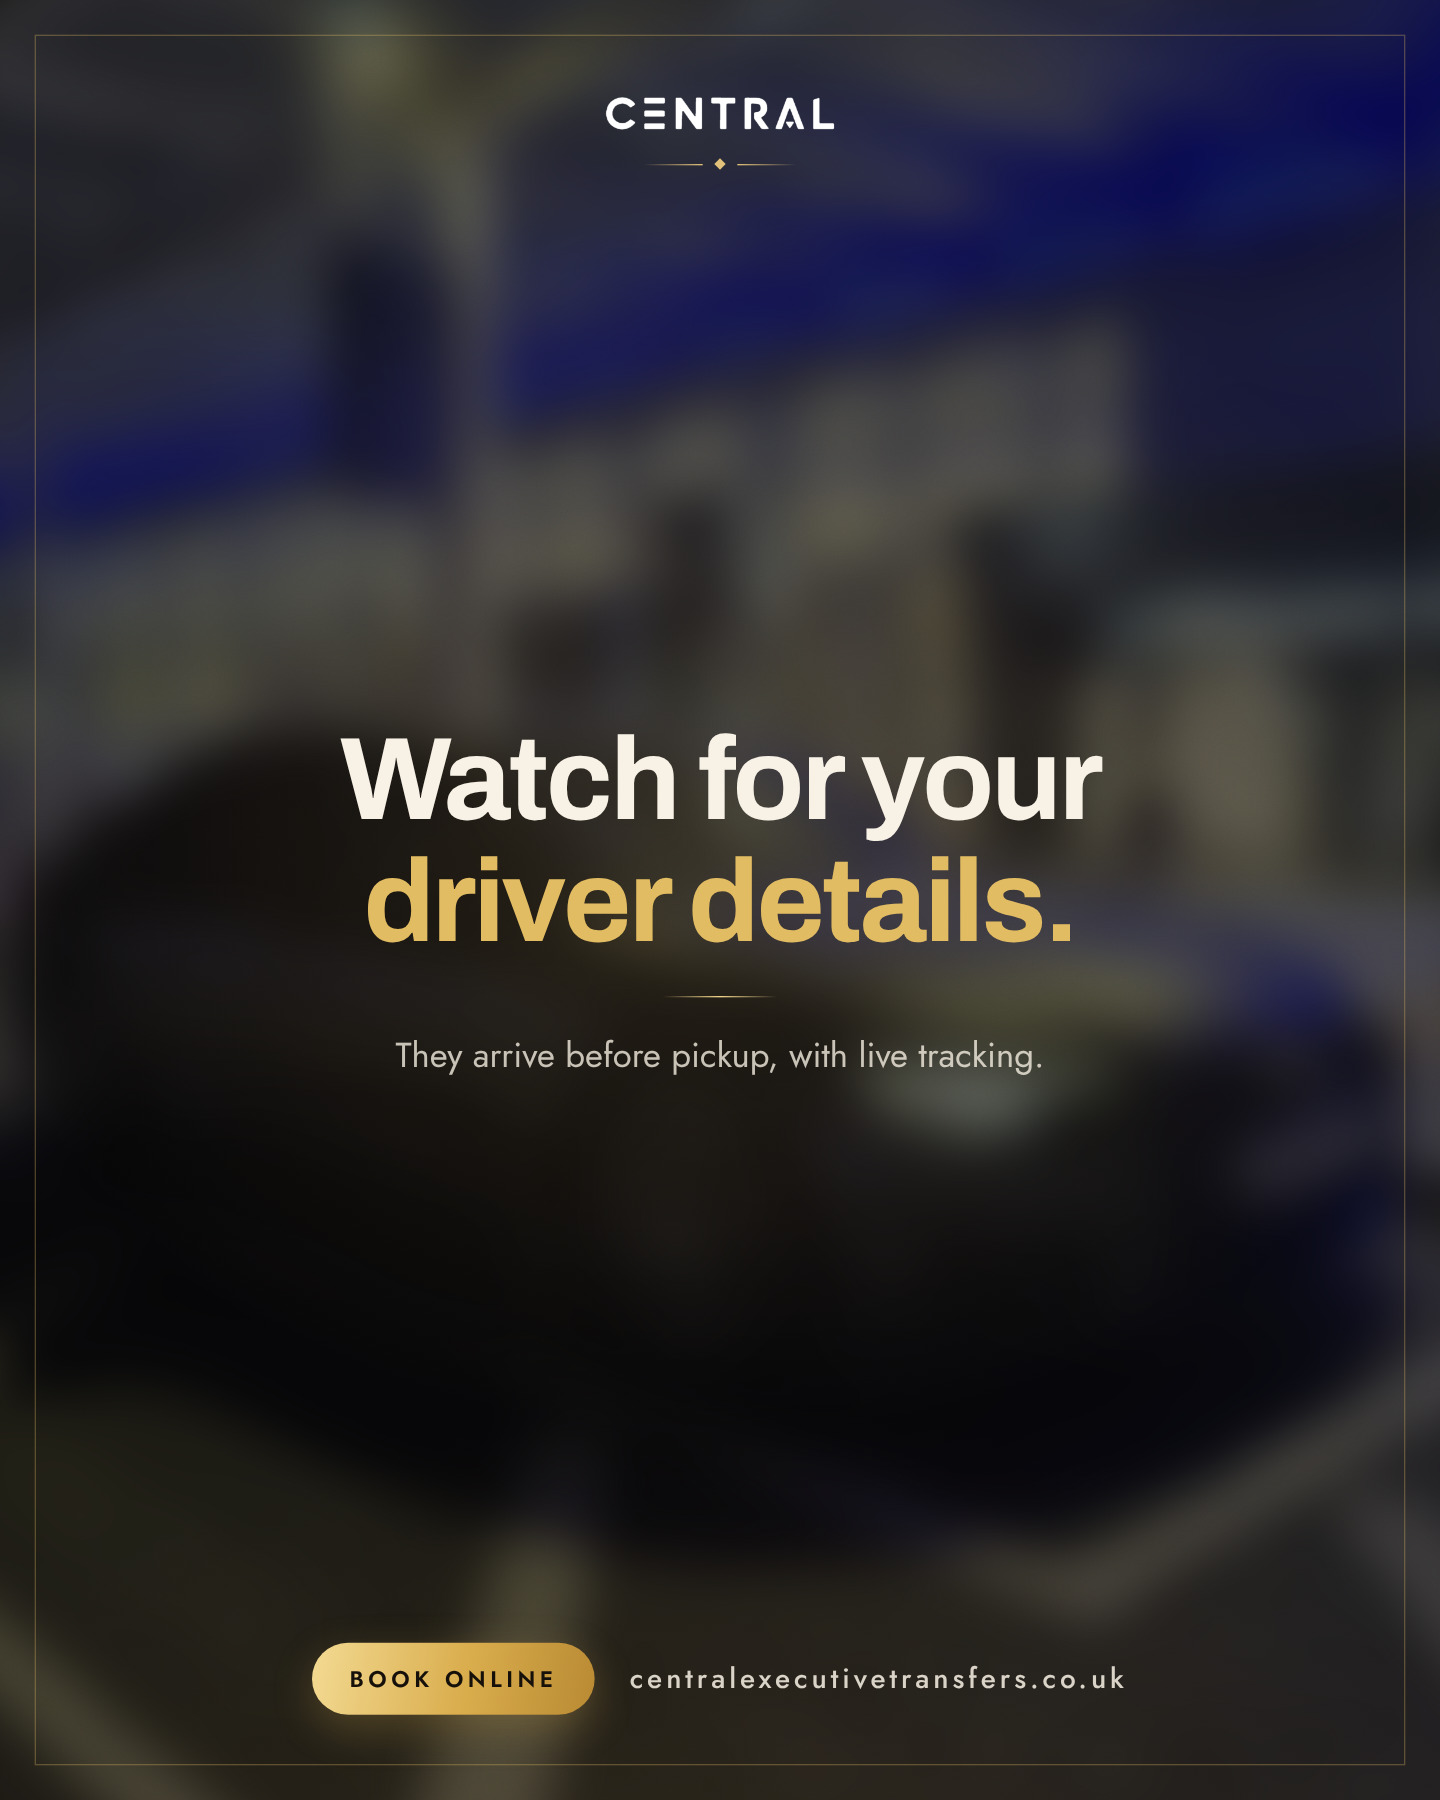 CENTRAL
Watch for your
driver details.
They arrive before pickup, with live tracking.
BOOK ONLINE
centralexecutivetransfers.co.uk